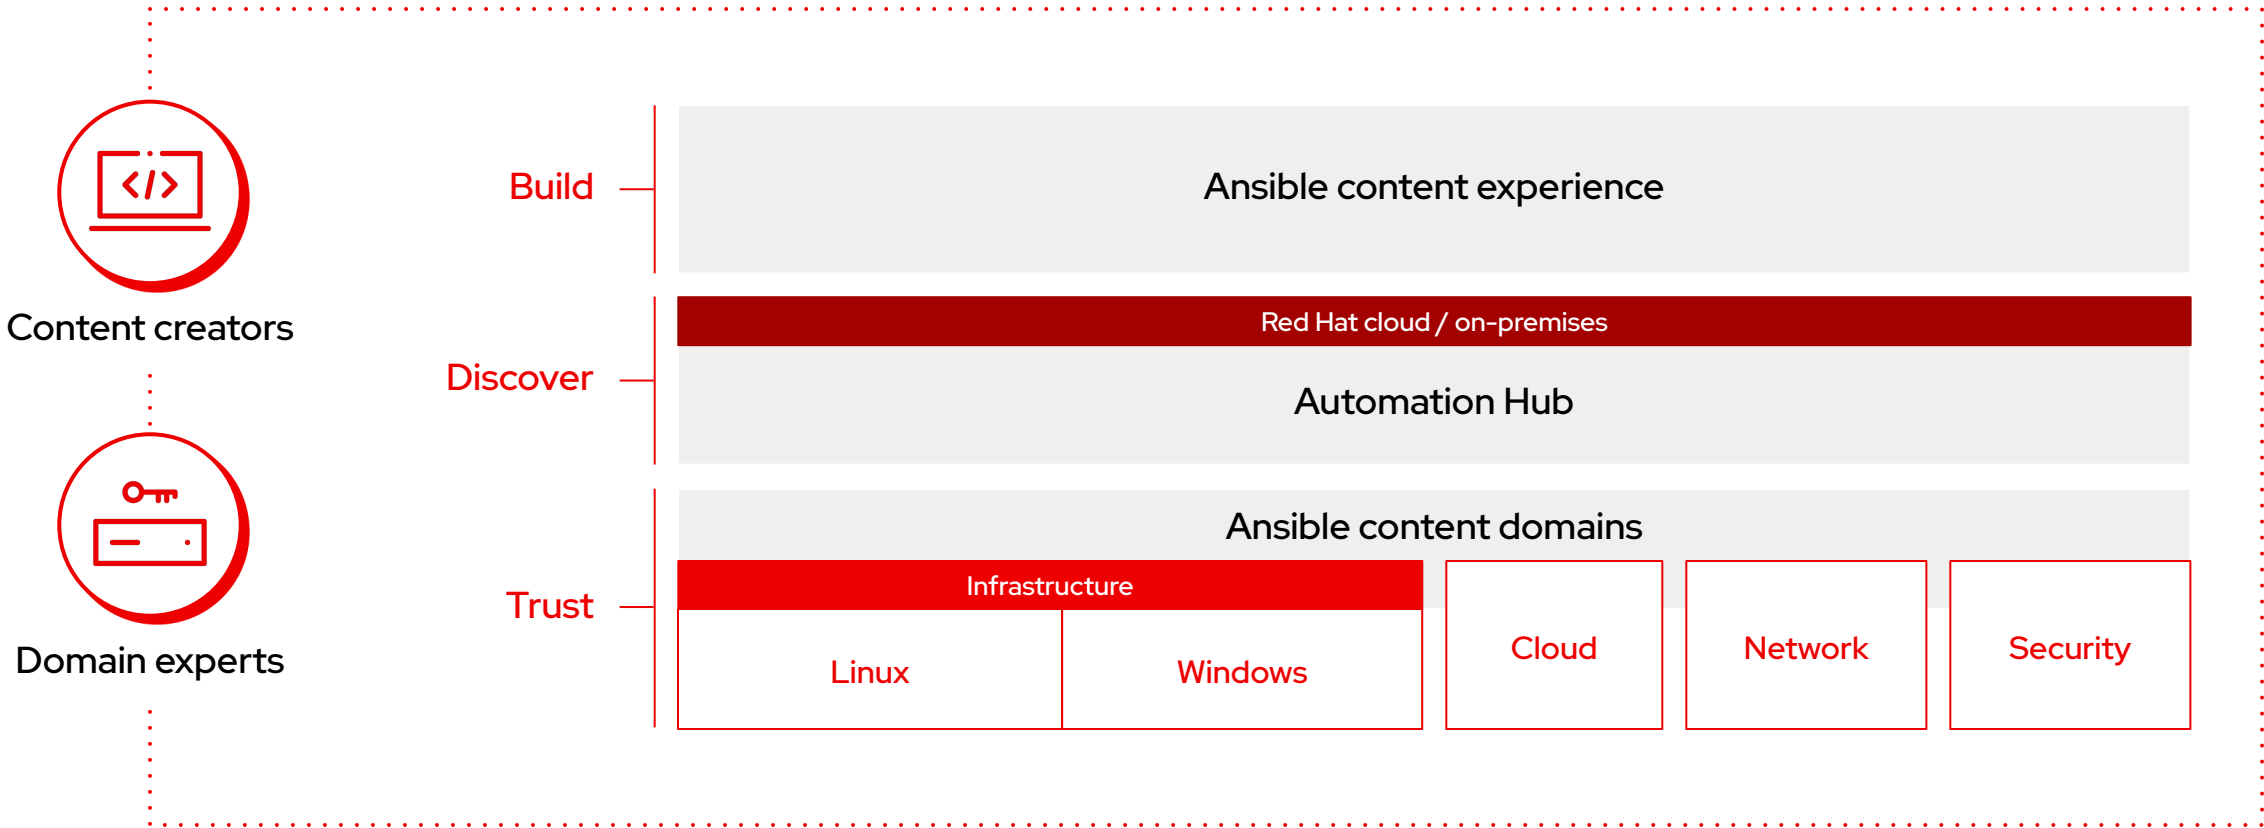 Content creators
Domain experts
Build
Ansible content experience
Discover
Red Hat cloud / on-premises
Automation Hub
Trust
Ansible content domains
Infrastructure
Linux
Windows
Cloud
Network
Security